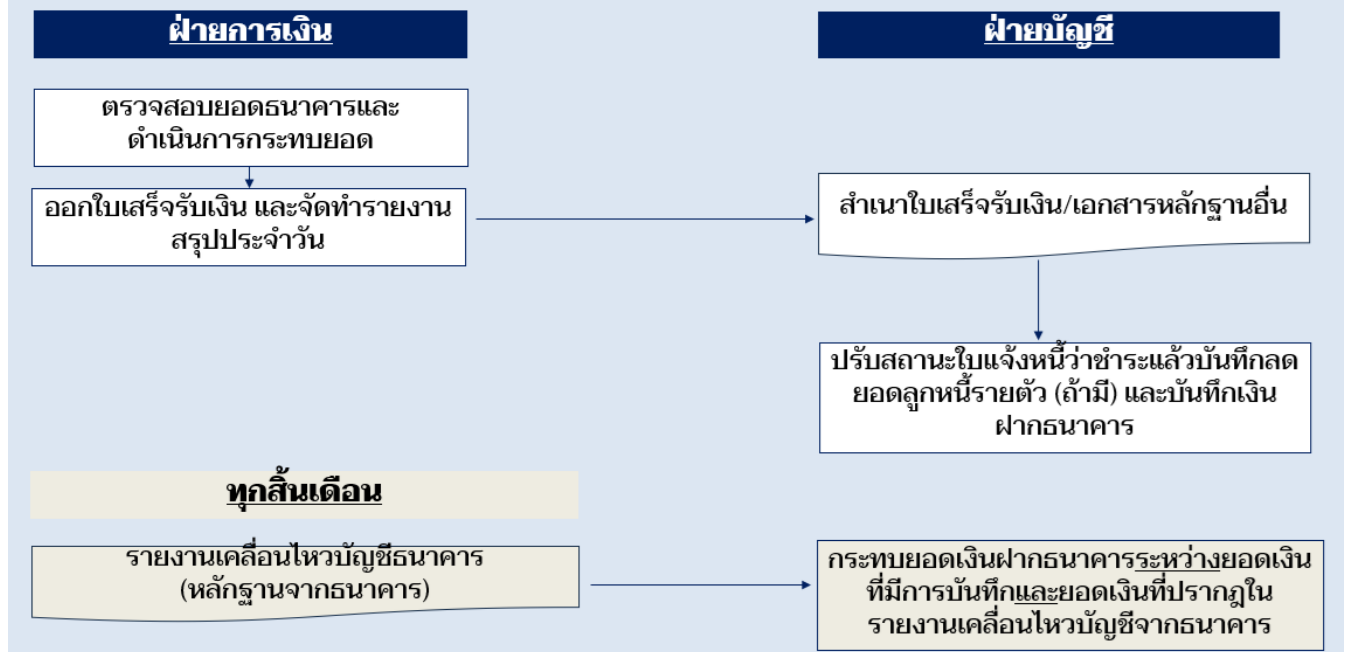 ฝ่ายการเงิน
ฝ่ายบัญชี
ตรวจสอบยอดธนาคารและ
ดำเนินการกระทบยอด
ออกใบเสร็จรับเงิน และจัดทำรายงาน
สรุปประจำวัน
สำเนาใบเสร็จรับเงิน/เอกสารหลักฐานอื่น
ปรับสถานะใบแจ้งหนี้ว่าชำระแล้วบันทึกลด
ยอดลูกหนี้รายตัว (ถ้ามี) และบันทึกเงิน
ฝากธนาคาร
ทุกสิ้นเดือน
รายงานเคลื่อนไหวบัญชีธนาคาร
(หลักฐานจากธนาคาร)
กระทบยอดเงินฝากธนาคารระหว่างยอดเงิน
ที่มีการบันทึกและยอดเงินที่ปรากฎใน
รายงานเคลื่อนไหวบัญชีจากธนาคาร